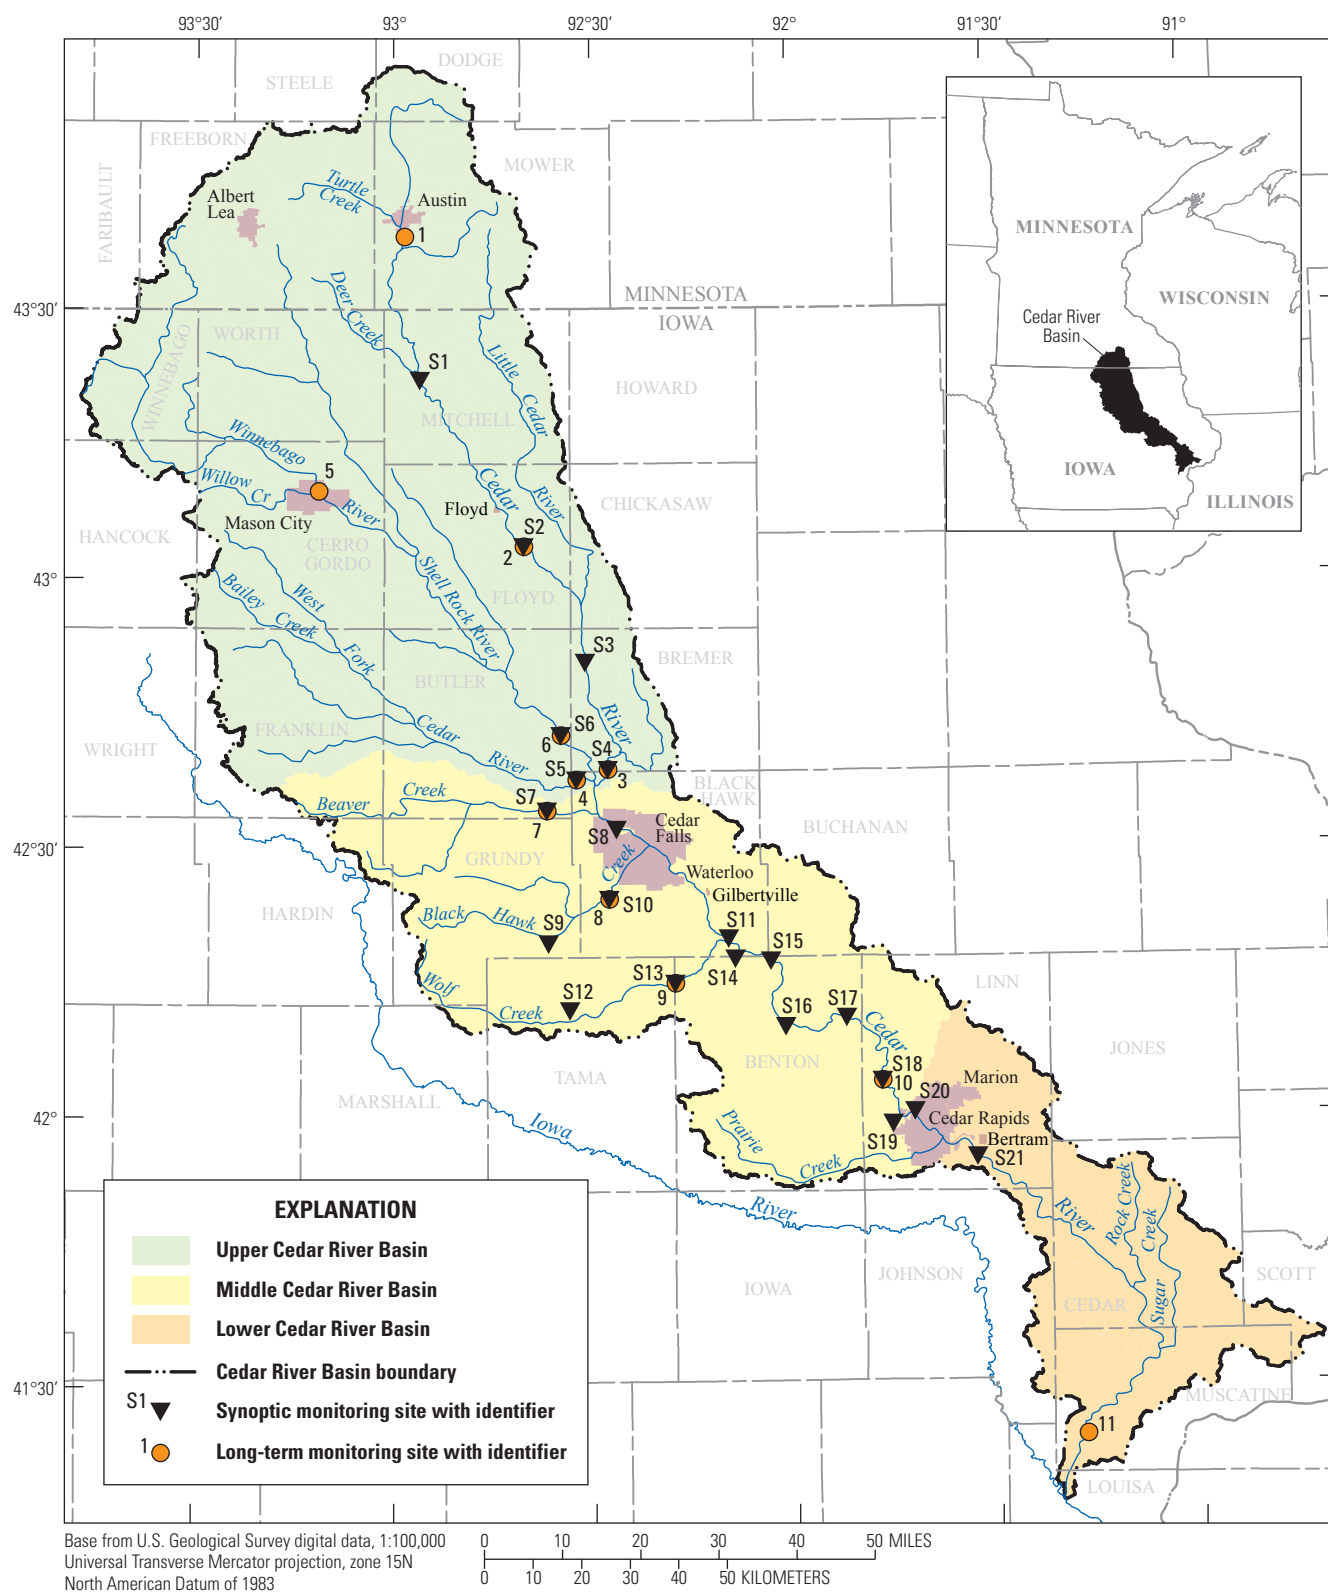 93°30'
93°
92°30'
92°
91°30'
91°
DODGE
STEELE
FREEBORN
MOWER
FARIBAULT
Turtle
Creek
Albert
Lea
Austin
1
MINNESOTA
WISCONSIN
Cedar River
Basin
IOWA
ILLINOIS
43°30'
MINNESOTA
IOWA
Deer Creek
WORTH
WINNEBAGO
S1
Little
Cedar
River
HOWARD
MITCHELL
Winnebago
River
5
Willow
Cr
Mason City
Cedar
Floyd
S2
2
CHICKASAW
HANCOCK
CERRO
GORDO
43°
Shell Rock River
FLOYD
Bailey
Creek
West
Fork
Cedar
River
S3
BREMER
BUTLER
FRANKLIN
River
WRIGHT
S6
6
S4
3
S5
4
BLACK
HAWK
Beaver
Creek
S7
7
BUCHANAN
Cedar
Falls
S8
42°30'
GRUNDY
Creek
Waterloo
Gilbertville
HARDIN
Black
Hawk
S9
8
S10
S11
S15
S14
Wolf
Creek
S13
9
S12
LINN
S16
S17
Cedar
JONES
BENTON
S18
10
TAMA
Marion
S20
MARSHALL
42°
Cedar Rapids
S19
Bertram
S21
Iowa
River
Prairie
Creek
River
Rock Creek
Creek
Sugar
IOWA
JOHNSON
SCOTT
CEDAR
41°30'
MUSCATINE
11
LOUISA
EXPLANATION
Upper Cedar River Basin
Middle Cedar River Basin
Lower Cedar River Basin
Cedar River Basin boundary
S1 Synoptic monitoring site with identifier
1 Long-term monitoring site with identifier
Base from U.S. Geological Survey digital data, 1:100,000
Universal Transverse Mercator projection, zone 15N
North American Datum of 1983
0 10 20 30 40 50 MILES
0 10 20 30 40 50 KILOMETERS